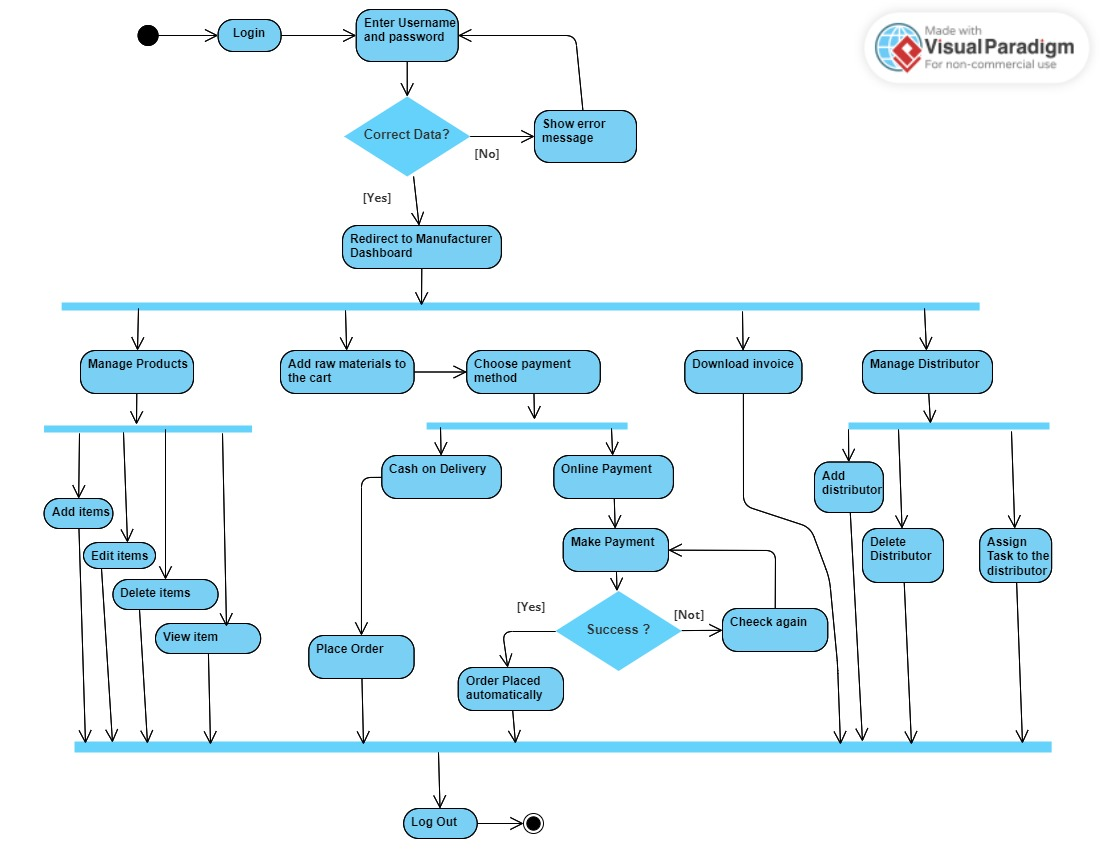 Made with
Visual Paradigm
For non-commercial use
Login
Enter Username
and password
Correct Data?
[No]
Show error
message
[Yes]
Redirect to Manufacturer
Dashboard
Manage Products
Add raw materials to
the cart
Choose payment
method
Download invoice
Manage Distributor
Cash on Delivery
Online Payment
Add
distributor
Add items
Edit items
Delete items
View item
Make Payment
Delete
Distributor
Assign
Task to the
distributor
[Yes]
Success ?
[Not]
Cheeck again
Place Order
Order Placed
automatically
Log Out